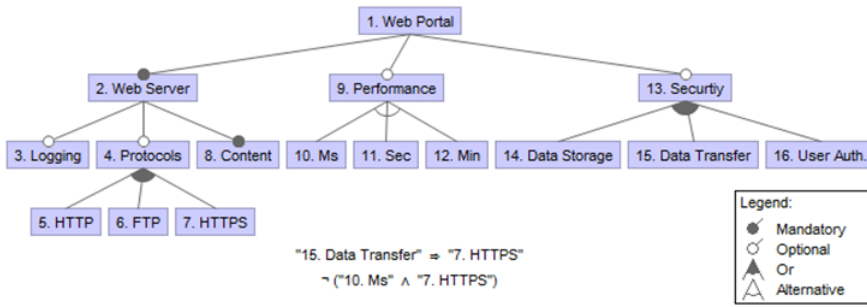 1. Web Portal
2. Web Server
9. Performance
13. Securtiy
3. Logging
4. Protocols
8. Content
10. Ms
11. Sec
12. Min
14. Data Storage
15. Data Transfer
16. User Auth.
5. HTTP
6. FTP
7. HTTPS
"15. Data Transfer" ⇒ "7. HTTPS"
¬ ("10. Ms" ∧ "7. HTTPS")
Legend:
Mandatory
Optional
Or
Alternative